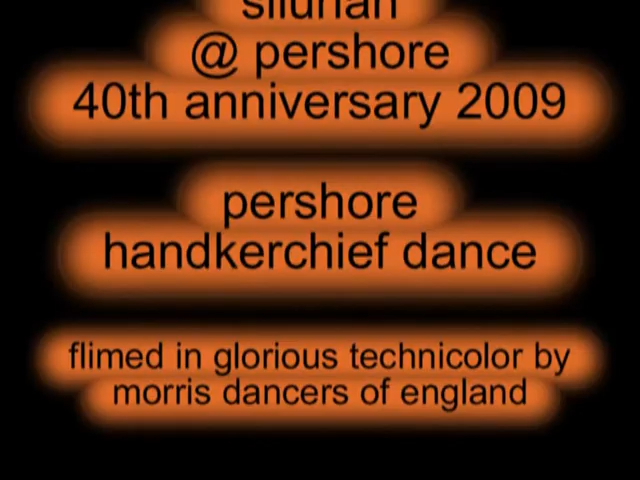 silurian
@ pershore
40th anniversary 2009
pershore
handkerchief dance
flimed in glorious technicolor by
morris dancers of england